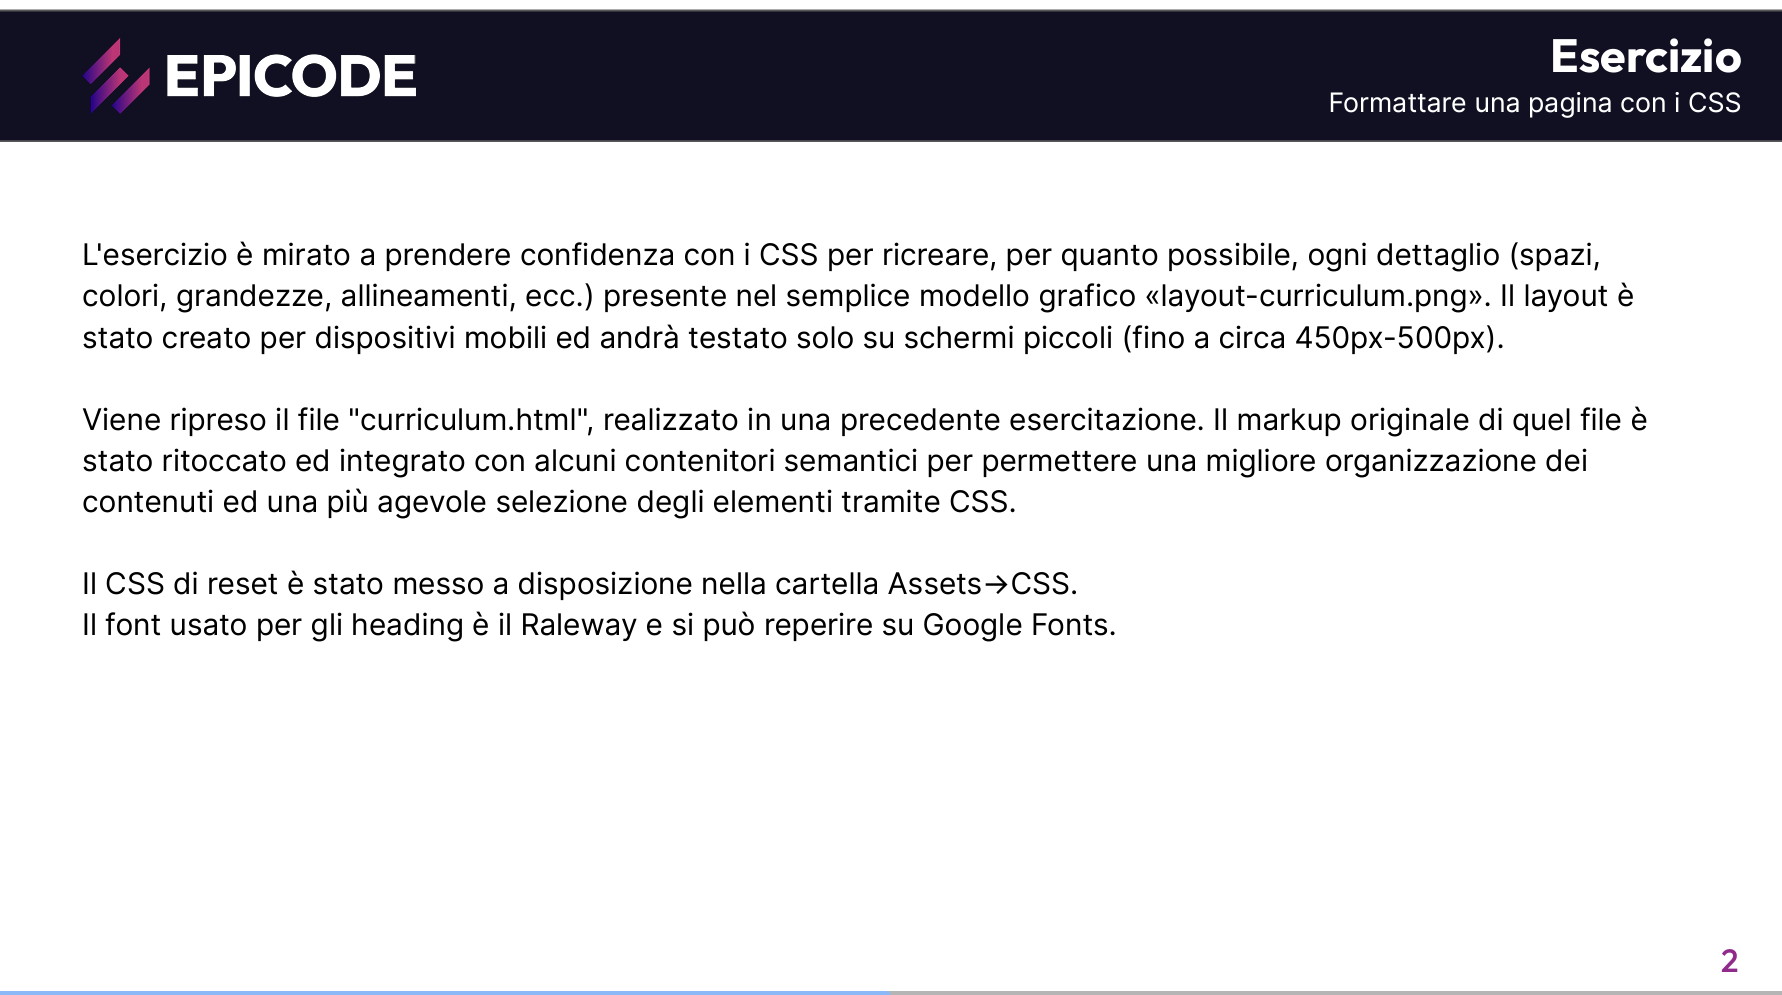 EPICODE
Esercizio
Formattare una pagina con i CSS
L'esercizio è mirato a prendere confidenza con i CSS per ricreare, per quanto possibile, ogni dettaglio (spazi,
colori, grandezze, allineamenti, ecc.) presente nel semplice modello grafico «layout-curriculum.png». Il layout è
stato creato per dispositivi mobili ed andrà testato solo su schermi piccoli (fino a circa 450px-500px).
Viene ripreso il file "curriculum.html", realizzato in una precedente esercitazione. Il markup originale di quel file è
stato ritoccato ed integrato con alcuni contenitori semantici per permettere una migliore organizzazione dei
contenuti ed una più agevole selezione degli elementi tramite CSS.
Il CSS di reset è stato messo a disposizione nella cartella Assets→CSS.
Il font usato per gli heading è il Raleway e si può reperire su Google Fonts.
2